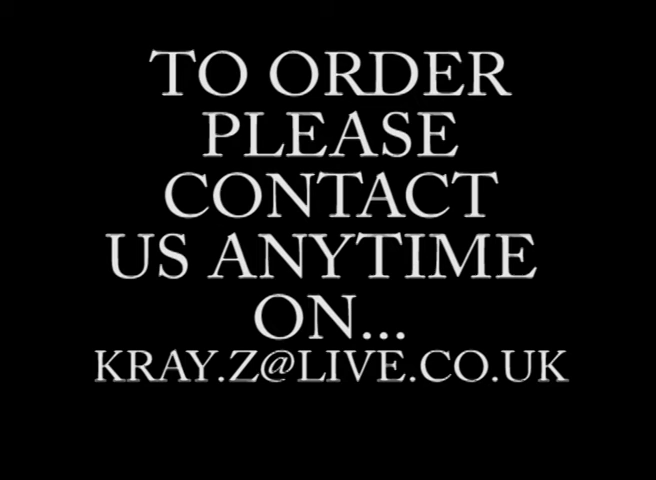 TO ORDER
PLEASE
CONTACT
US ANYTIME
ON...
KRAY.Z@LIVE.CO.UK